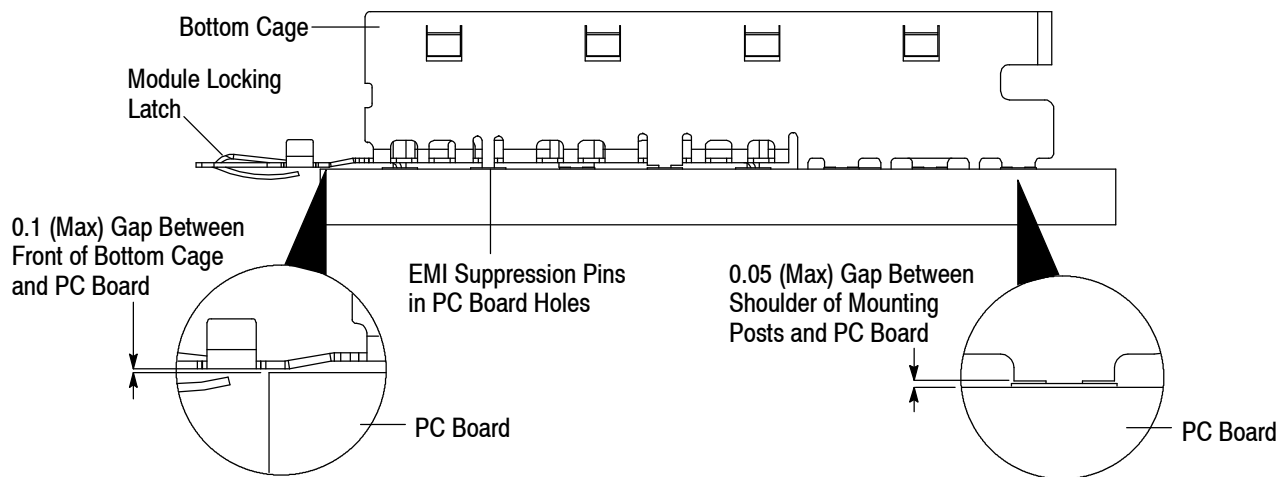 Bottom Cage
Module Locking
Latch
0.1 (Max) Gap Between
Front of Bottom Cage
and PC Board
EMI Suppression Pins
in PC Board Holes
0.05 (Max) Gap Between
Shoulder of Mounting
Posts and PC Board
PC Board
PC Board